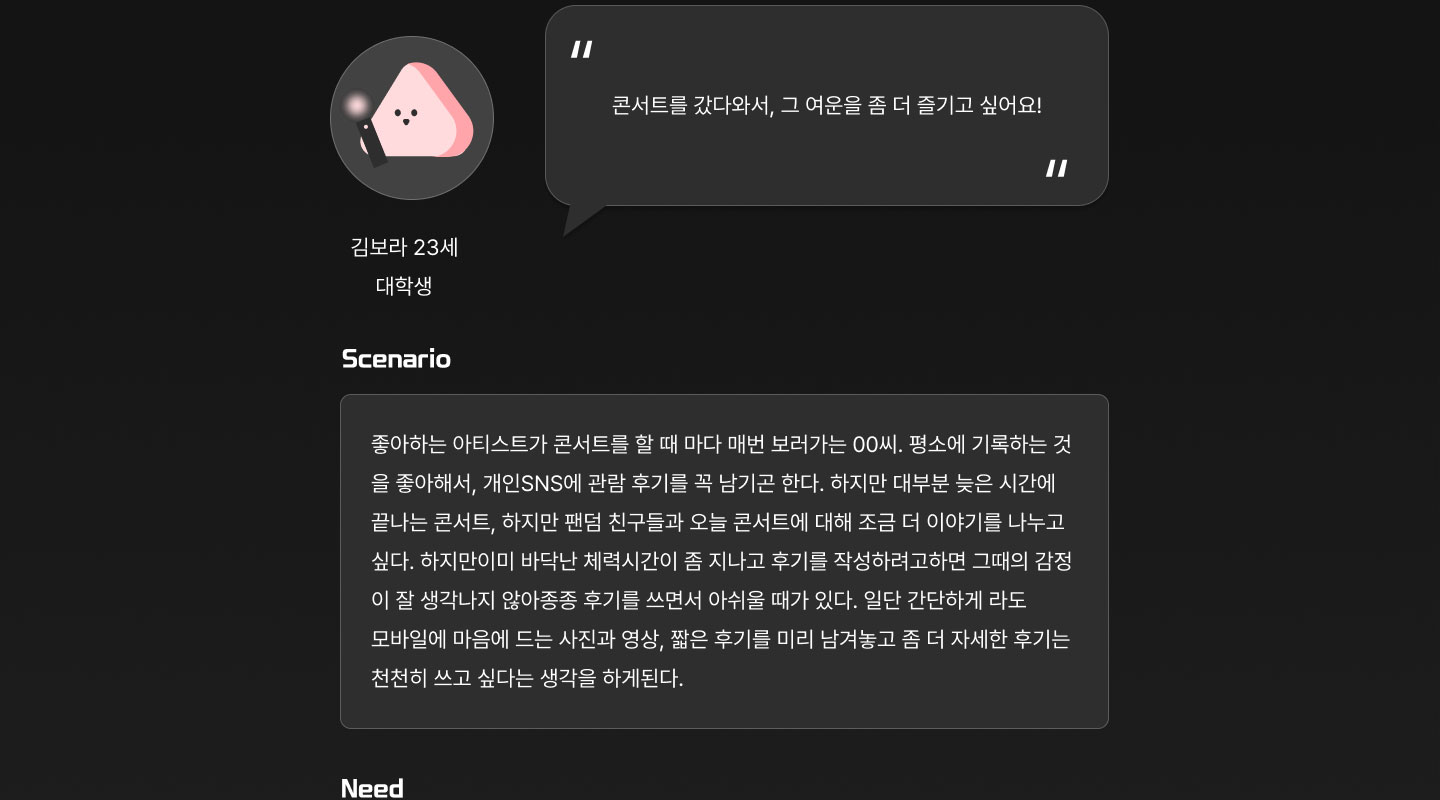 "
콘서트를 갔다와서, 그 여운을 좀 더 즐기고 싶어요!
"
김보라 23세
대학생
Scenario
좋아하는 아티스트가 콘서트를 할 때 마다 매번 보러가는 00씨. 평소에 기록하는 것
을 좋아해서, 개인SNS에 관람 후기를 꼭 남기곤 한다. 하지만 대부분 늦은 시간에
끝나는 콘서트, 하지만 팬덤 친구들과 오늘 콘서트에 대해 조금 더 이야기를 나누고
싶다. 하지만이미 바닥난 체력시간이 좀 지나고 후기를 작성하려고하면 그때의 감정
이 잘 생각나지 않아종종 후기를 쓰면서 아쉬울 때가 있다. 일단 간단하게 라도
모바일에 마음에 드는 사진과 영상, 짧은 후기를 미리 남겨놓고 좀 더 자세한 후기는
천천히 쓰고 싶다는 생각을 하게된다.
Need